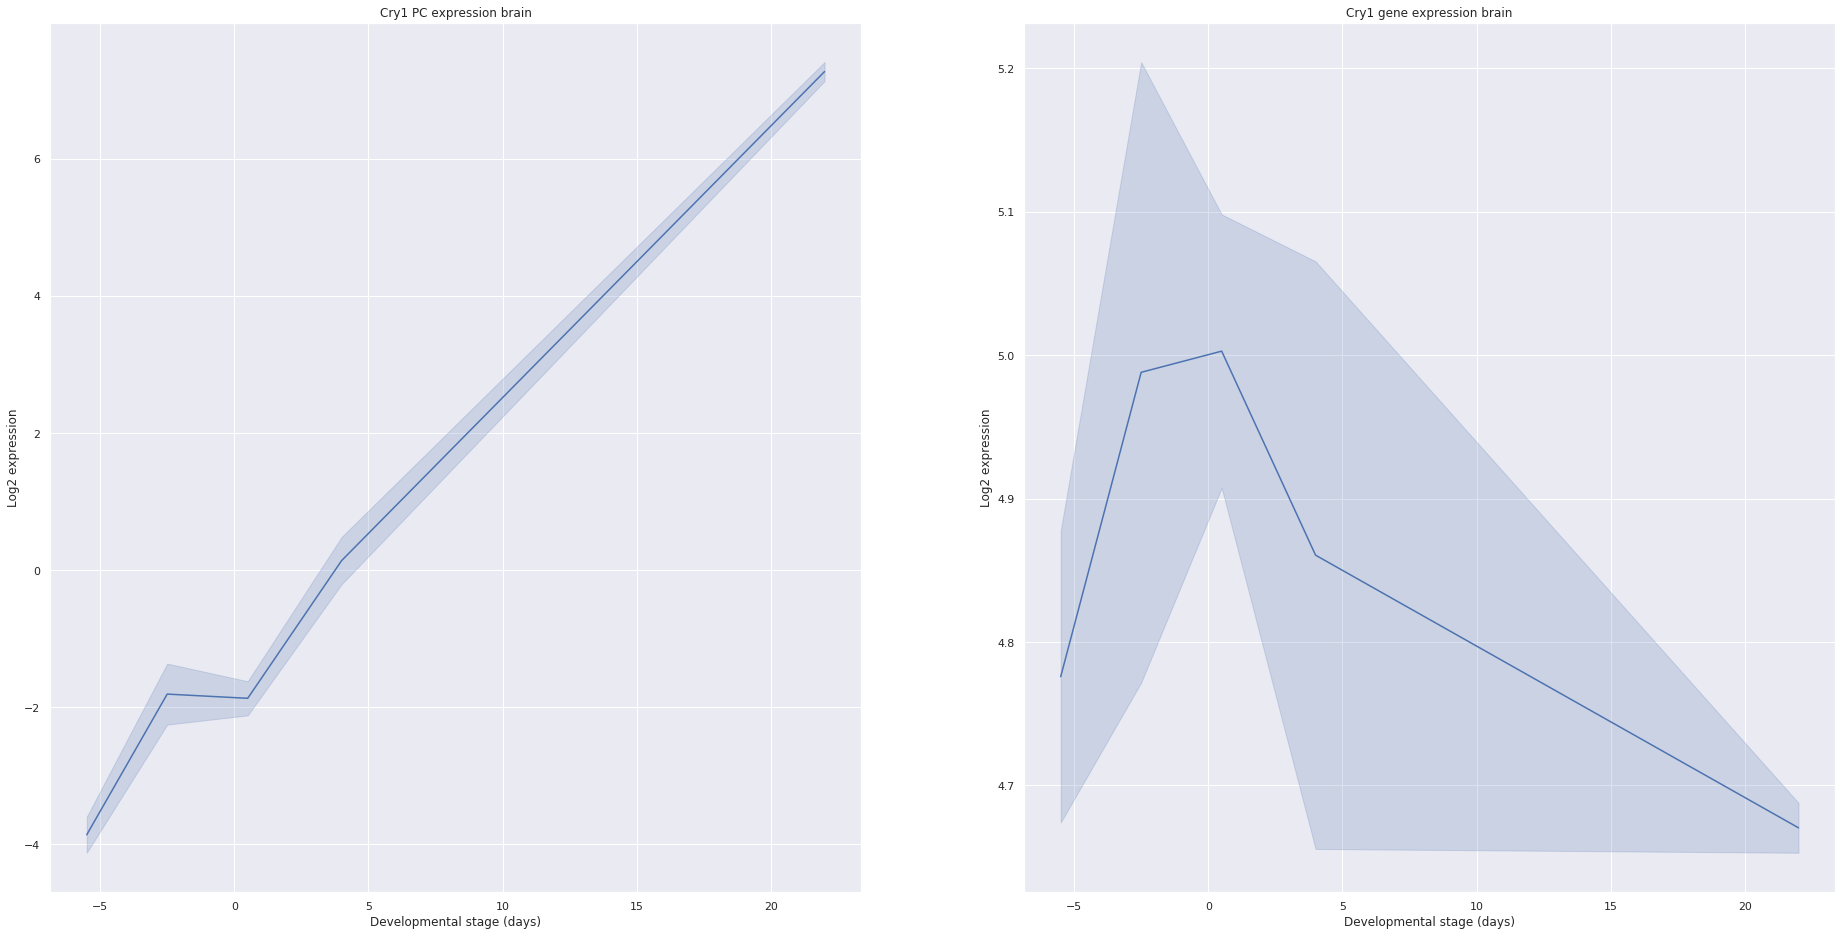 Cry1 PC expression brain
Log2 expression
6
4
2
0
−2
−4
−5 0 5 10 15 20
Developmental stage (days)
Cry1 gene expression brain
Log2 expression
5.2
5.1
5.0
4.9
4.8
4.7
−5 0 5 10 15 20
Developmental stage (days)